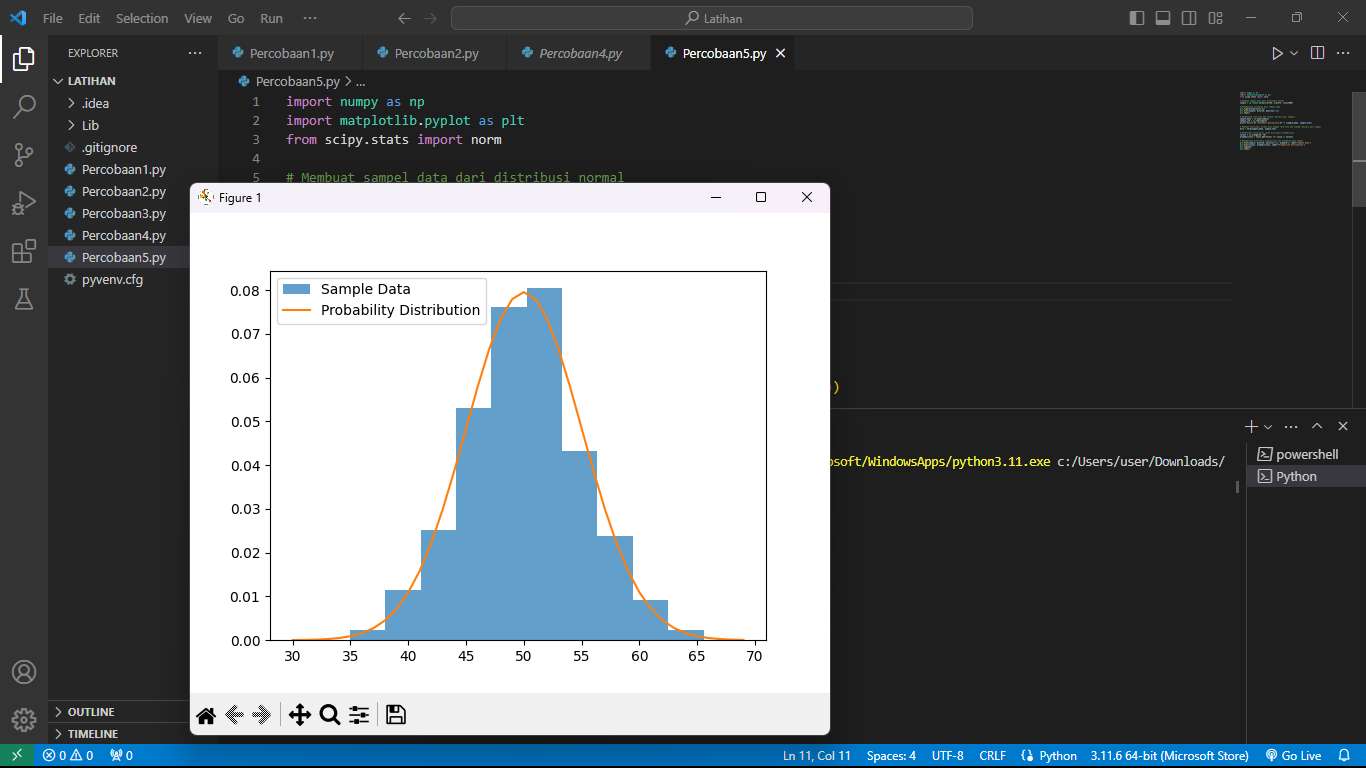 File Edit Selection View Go Run ··· Latihan
EXPLORER ···
LATIHAN
.idea
Lib
.gitignore
Percobaan1.py
Percobaan2.py
Percobaan3.py
Percobaan4.py
Percobaan5.py
pyvenv.cfg
OUTLINE
TIMELINE
Percobaan1.py Percobaan2.py Percobaan4.py Percobaan5.py
Percobaan5.py > ...
1 import numpy as np
2 import matplotlib.pyplot as plt
3 from scipy.stats import norm
4
5 # Membuat sampel data dari distribusi normal
)
Figure 1
Sample Data
Probability Distribution
0.08
0.07
0.06
0.05
0.04
0.03
0.02
0.01
0.00
30 35 40 45 50 55 60 65 70
osoft/WindowsApps/python3.11.exe c:/Users/user/Downloads/
powershell
Python
0 0 0 Ln 11, Col 11 Spaces: 4 UTF-8 CRLF Python 3.11.6 64-bit (Microsoft Store) Go Live